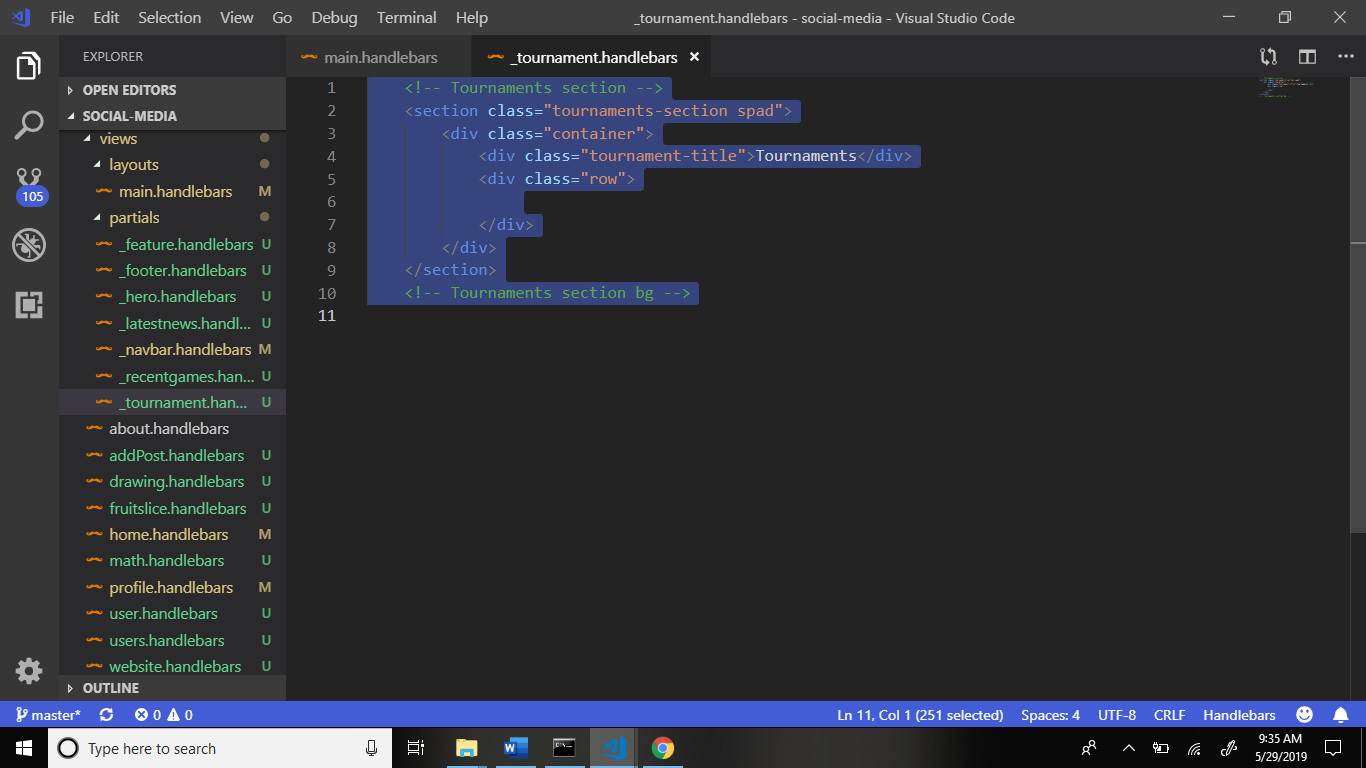 File Edit Selection View Go Debug Terminal Help
_tournament.handlebars - social-media - Visual Studio Code
EXPLORER
OPEN EDITORS
SOCIAL-MEDIA
views
layouts
main.handlebars M
partials
_feature.handlebars U
_footer.handlebars U
_hero.handlebars U
_latestnews.handl... U
_navbar.handlebars M
_recentgames.han... U
_tournament.han... U
about.handlebars
addPost.handlebars U
drawing.handlebars U
fruitslice.handlebars U
home.handlebars M
math.handlebars U
profile.handlebars M
user.handlebars U
users.handlebars U
website.handlebars U
OUTLINE
105
main.handlebars
_tournament.handlebars
1 <!-- Tournaments section -->
2 <section class="tournaments-section spad">
3 <div class="container">
4 <div class="tournament-title">Tournaments</div>
5 <div class="row">
6
7 </div>
8 </div>
9 </section>
10 <!-- Tournaments section bg -->
11
master* 0 0
Ln 11, Col 1 (251 selected) Spaces: 4 UTF-8 CRLF Handlebars
Type here to search
9:35 AM
5/29/2019